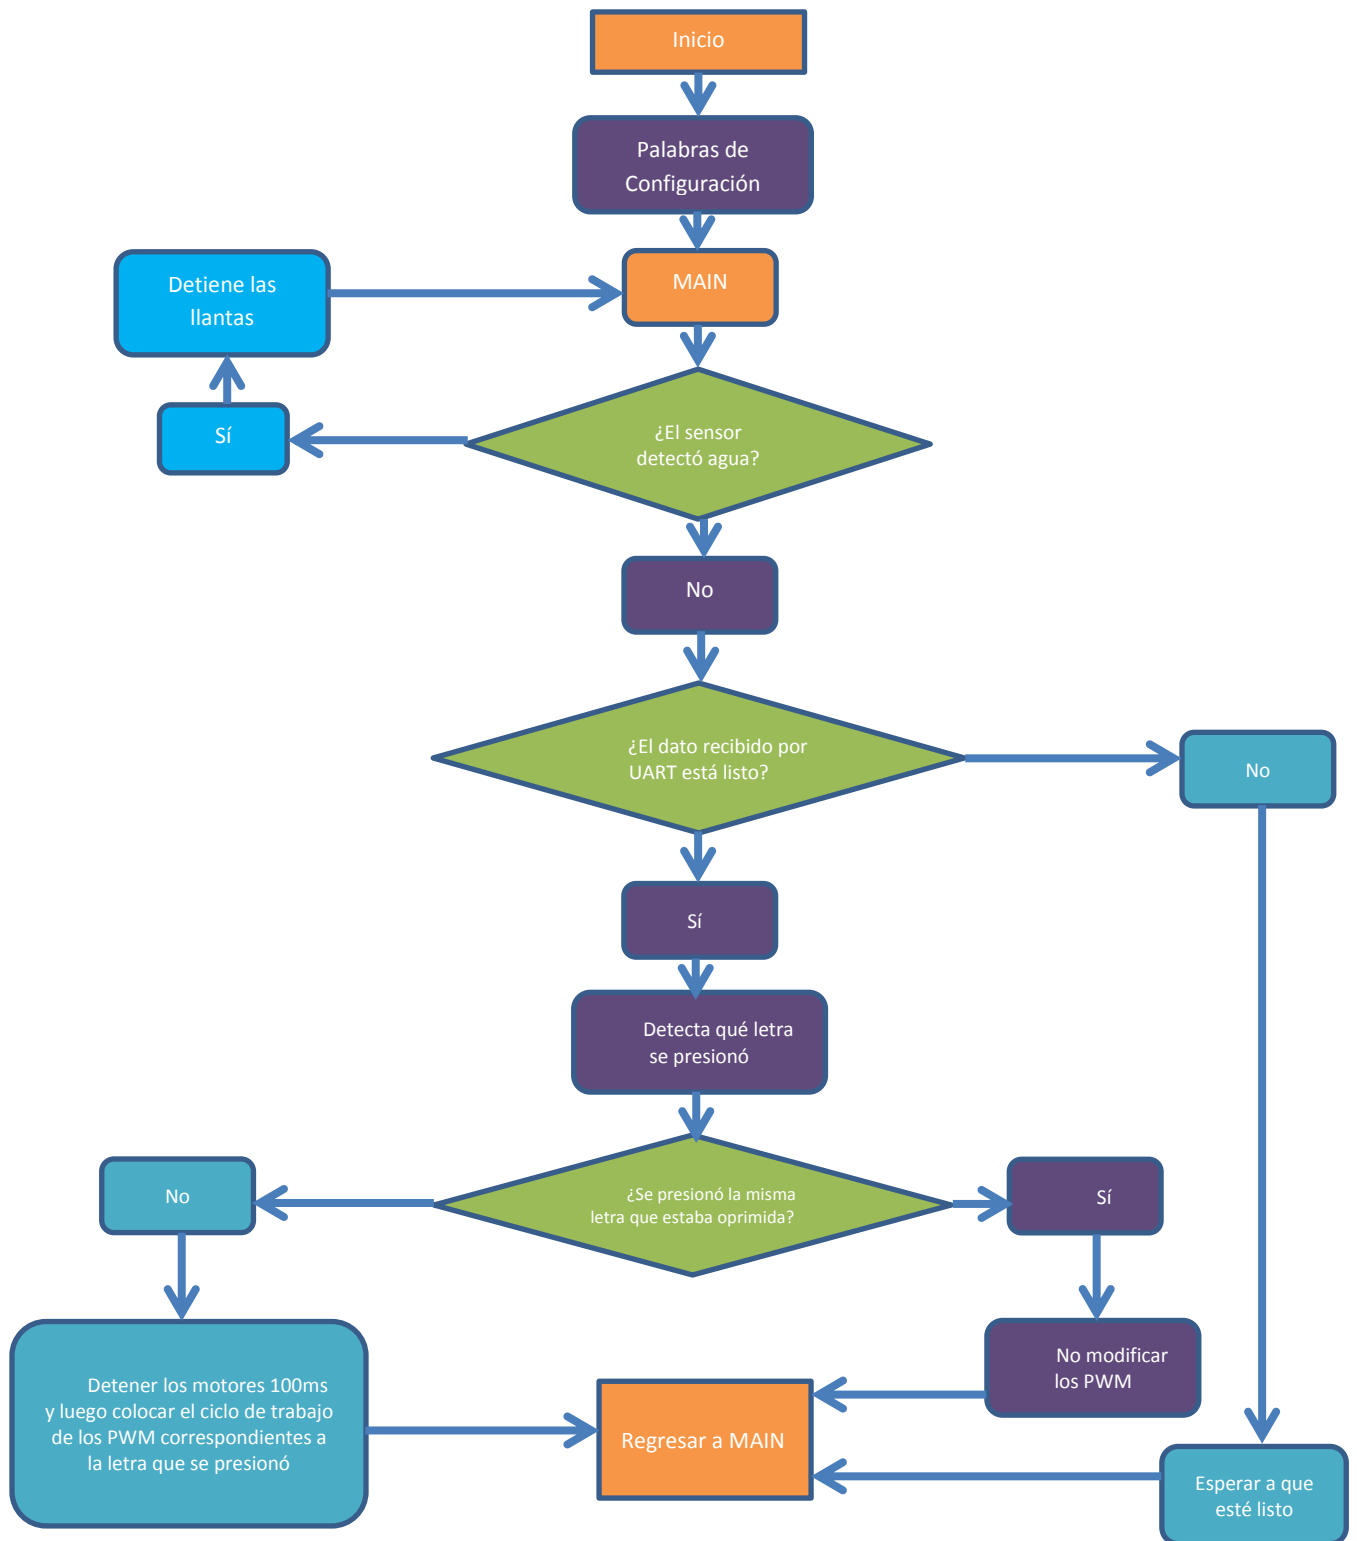 Inicio
Palabras de
Configuración
MAIN
Detiene las
llantas
¿El sensor
detectó agua?
Sí
No
¿El dato recibido por
UART está listo?
No
Sí
Detecta qué letra
se presionó
¿Se presionó la misma
letra que estaba oprimida?
No
Sí
No modificar
los PWM
Detener los motores 100ms
y luego colocar el ciclo de trabajo
de los PWM correspondientes a
la letra que se presionó
Regresar a MAIN
Esperar a que
esté listo